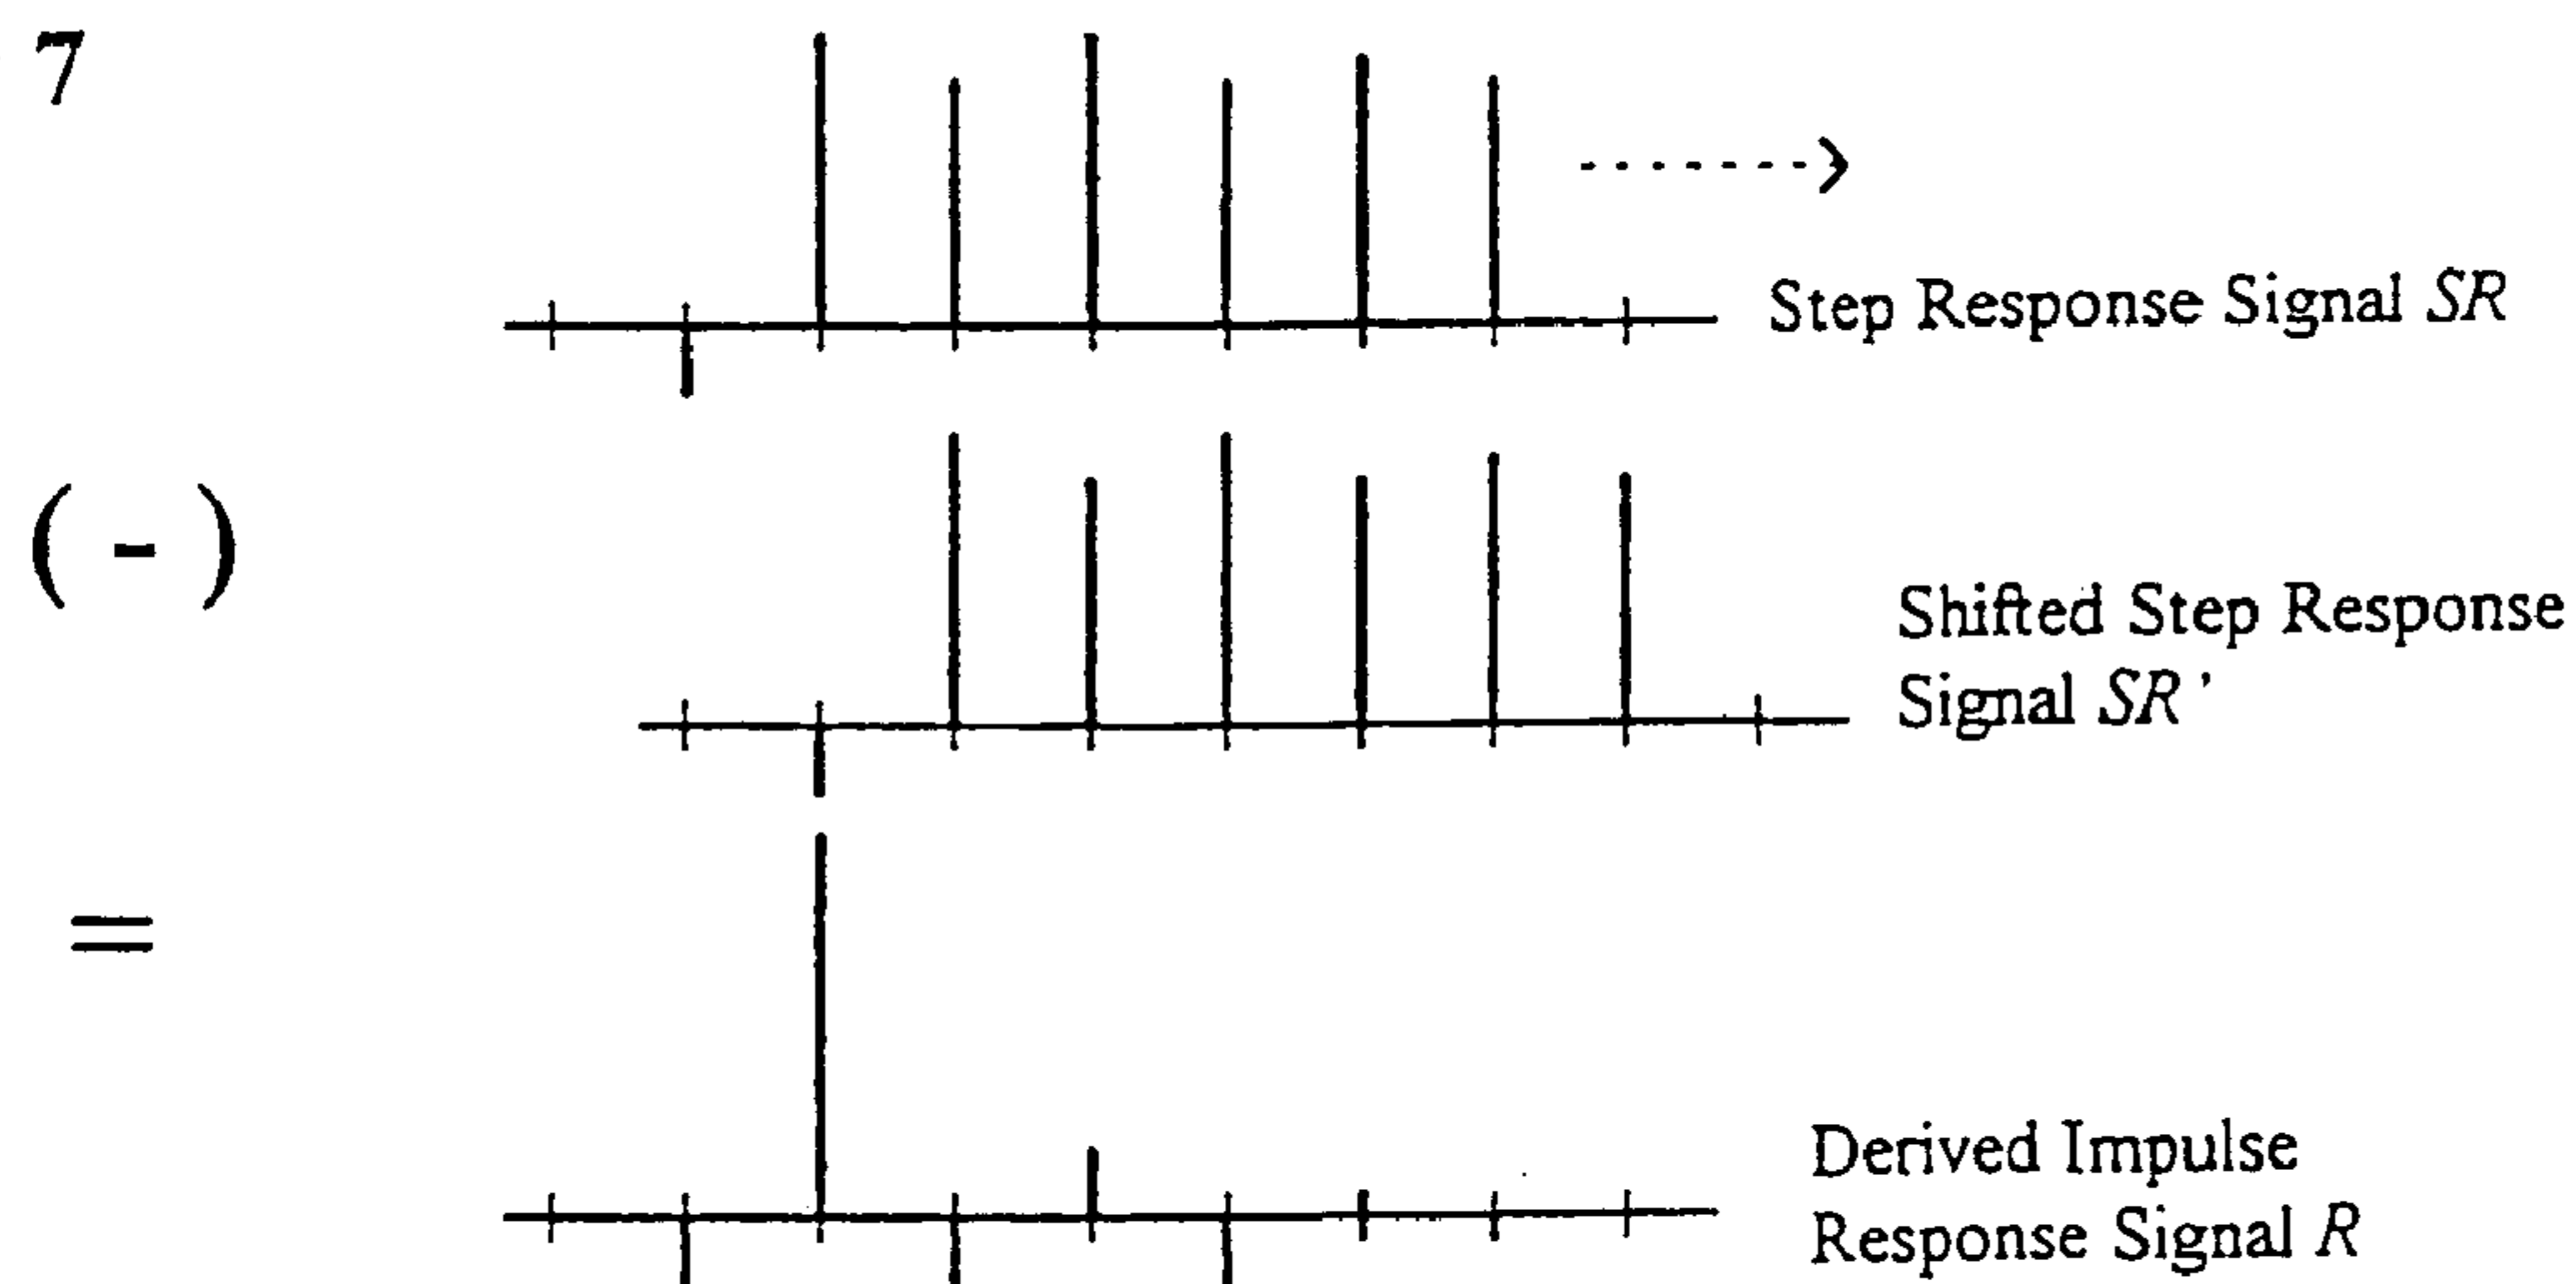 7
Step Response Signal SR
( - )
Shifted Step Response
Signal SR '
=
Derived Impulse
Response Signal R